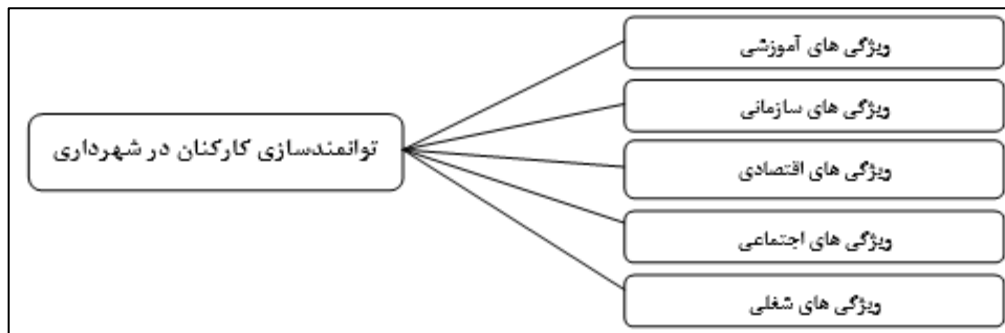 ویژگی های آموزشی
ویژگی های سازمانی
توانمندسازی کارکنان در شهرداری
ویژگی های اقتصادی
ویژگی های اجتماعی
ویژگی های شغلی